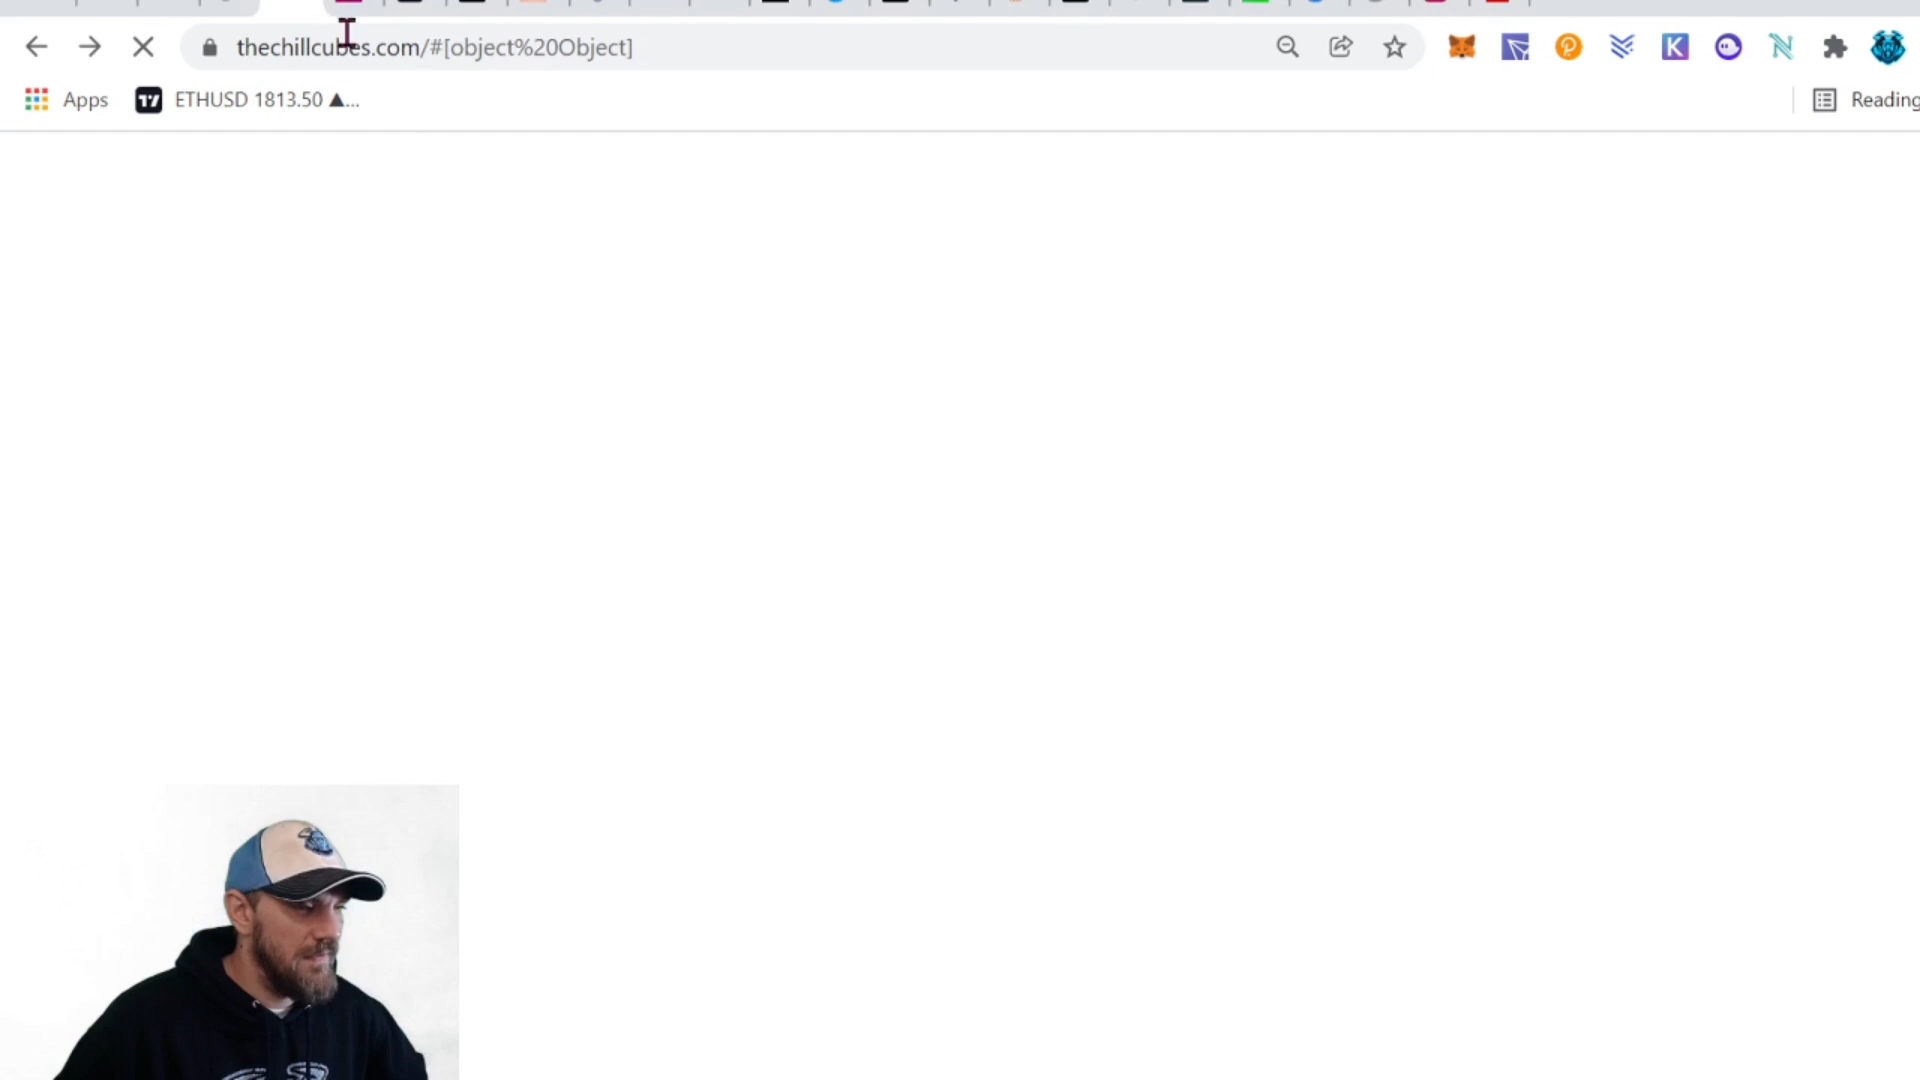 thechillcubes.com/#[object%20Object]
Apps
ETHUSD 1813.50 ▲...
Reading